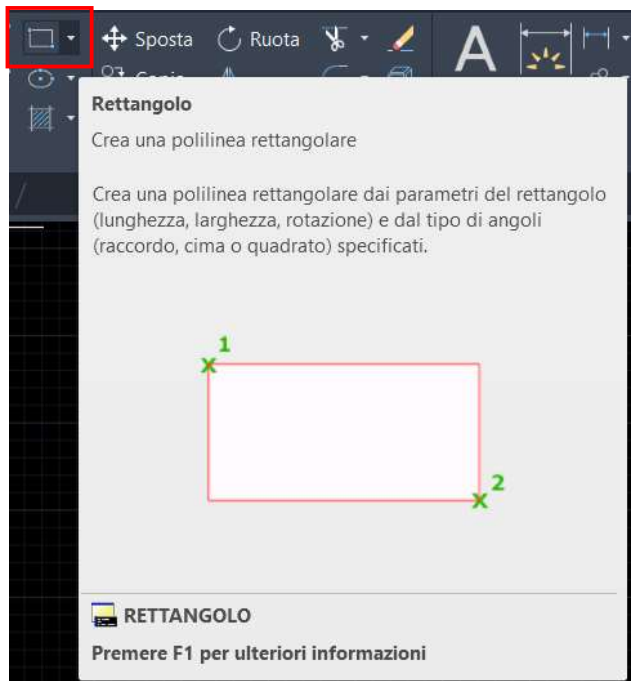 Sposta Ruota A
Rettangolo
Crea una polilinea rettangolare
Crea una polilinea rettangolare dai parametri del rettangolo
(lunghezza, larghezza, rotazione) e dal tipo di angoli
(raccordo, cima o quadrato) specificati.
1
2
RETTANGOLO
Premere F1 per ulteriori informazioni